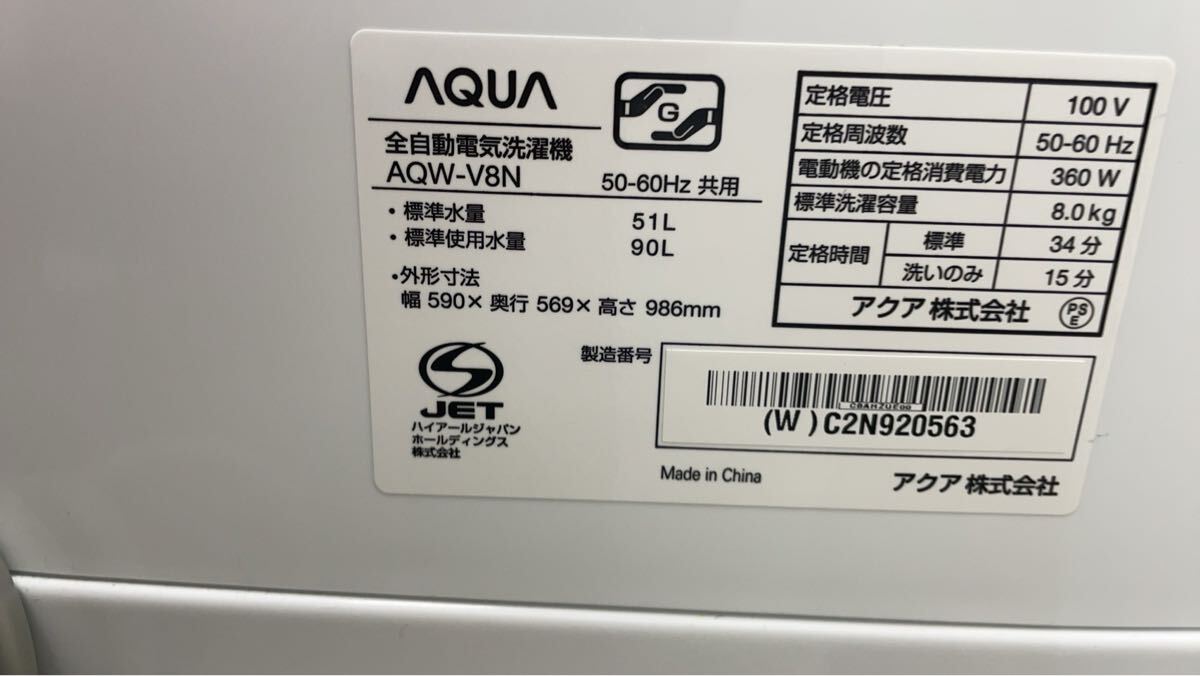 AQUA
G
全自動電気洗濯機
AQW-V8N
50-60Hz 共用
・標準水量 51L
・標準使用水量 90L
・外形寸法
幅 590× 奥行 569× 高さ 986mm
定格電圧 100 V
定格周波数 50-60 Hz
電動機の定格消費電力 360 W
標準洗濯容量 8.0kg
定格時間 標準 34 分
洗いのみ 15 分
アクア 株式会社
PS
E
JET
ハイアールジャパン
ホールディングス
株式会社
製造番号
(W )C2N920563
Made in China
アクア 株式会社